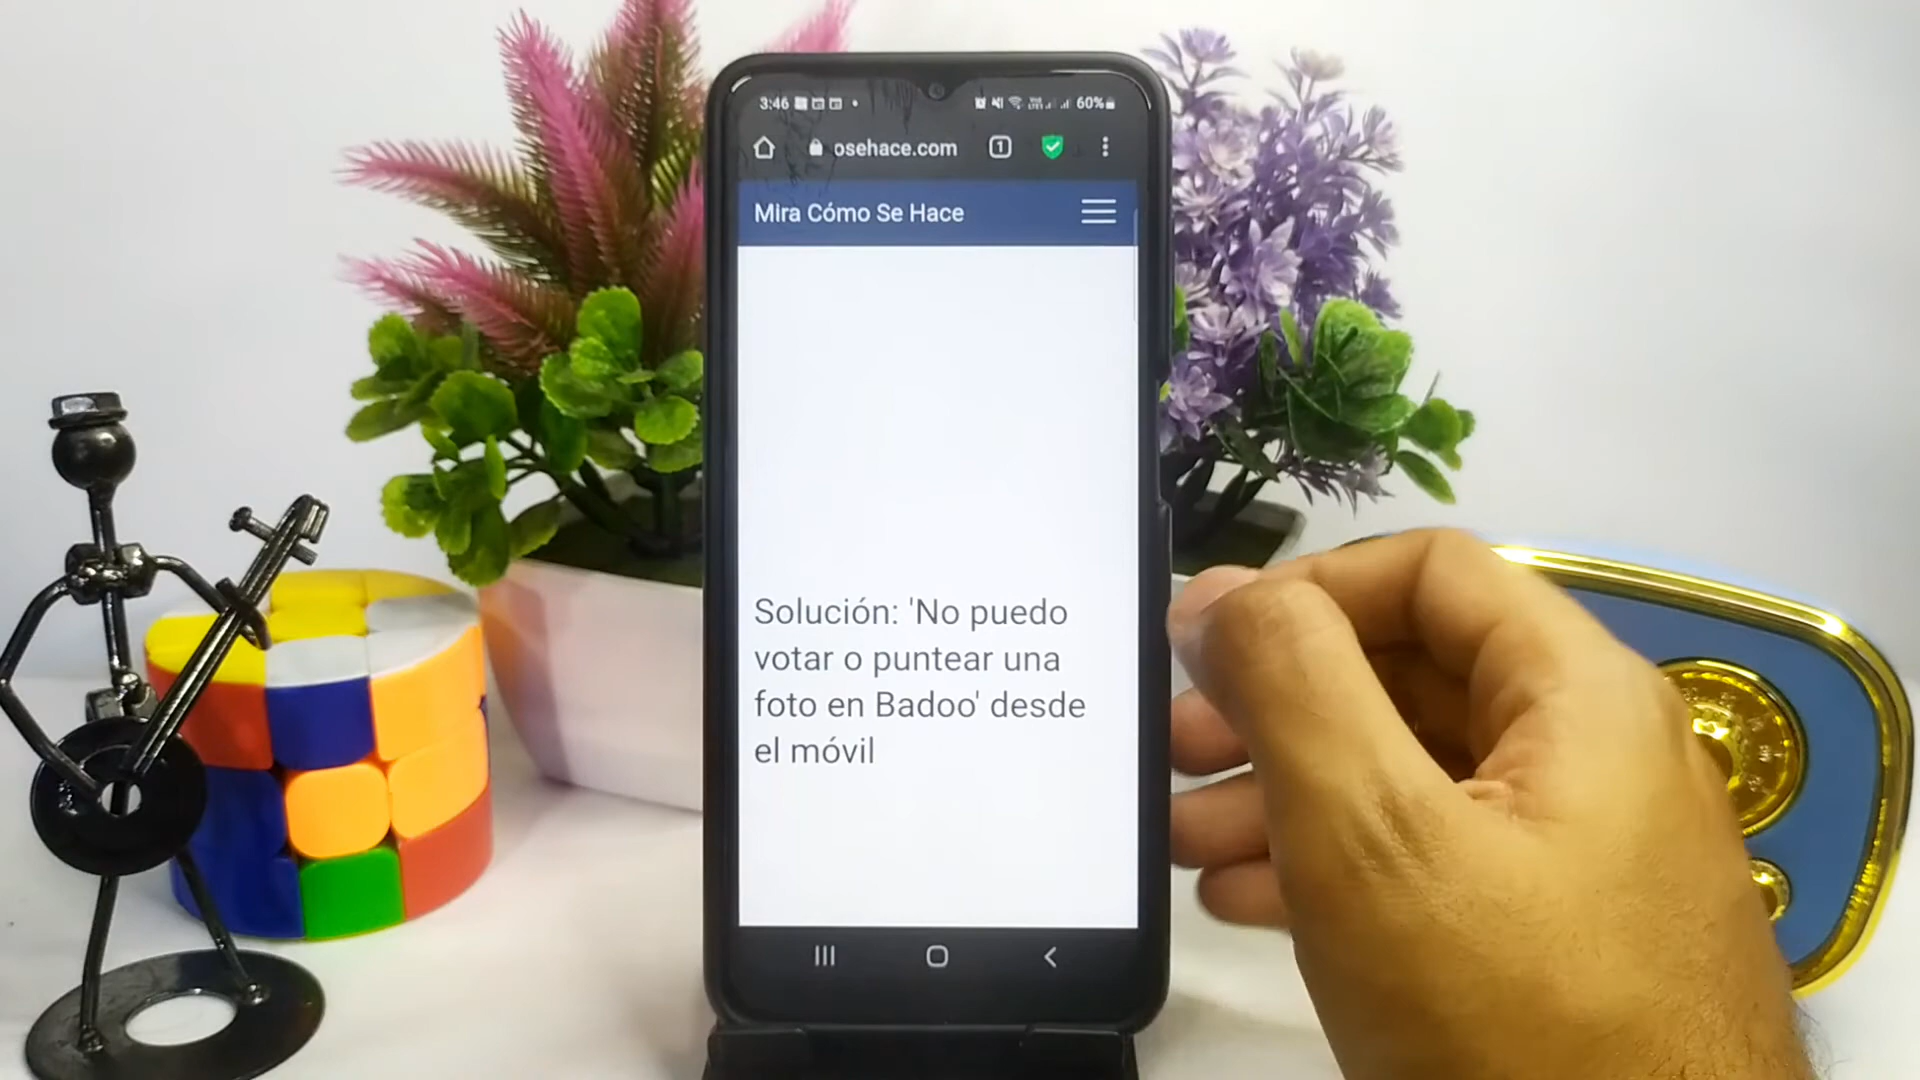 3:46
60%
osehace.com
1
Mira Cómo Se Hace
Solución: 'No puedo
votar o puntear una
foto en Badoo' desde
el móvil